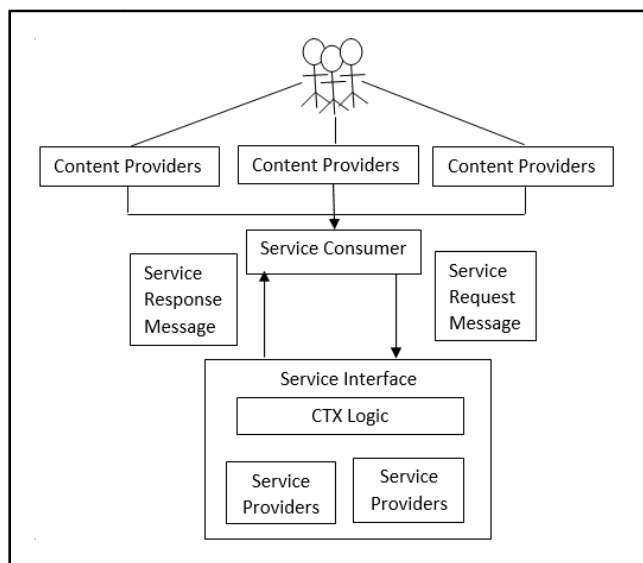 Content Providers
Content Providers
Content Providers
Service Consumer
Service
Response
Message
Service
Request
Message
Service Interface
CTX Logic
Service
Providers
Service
Providers